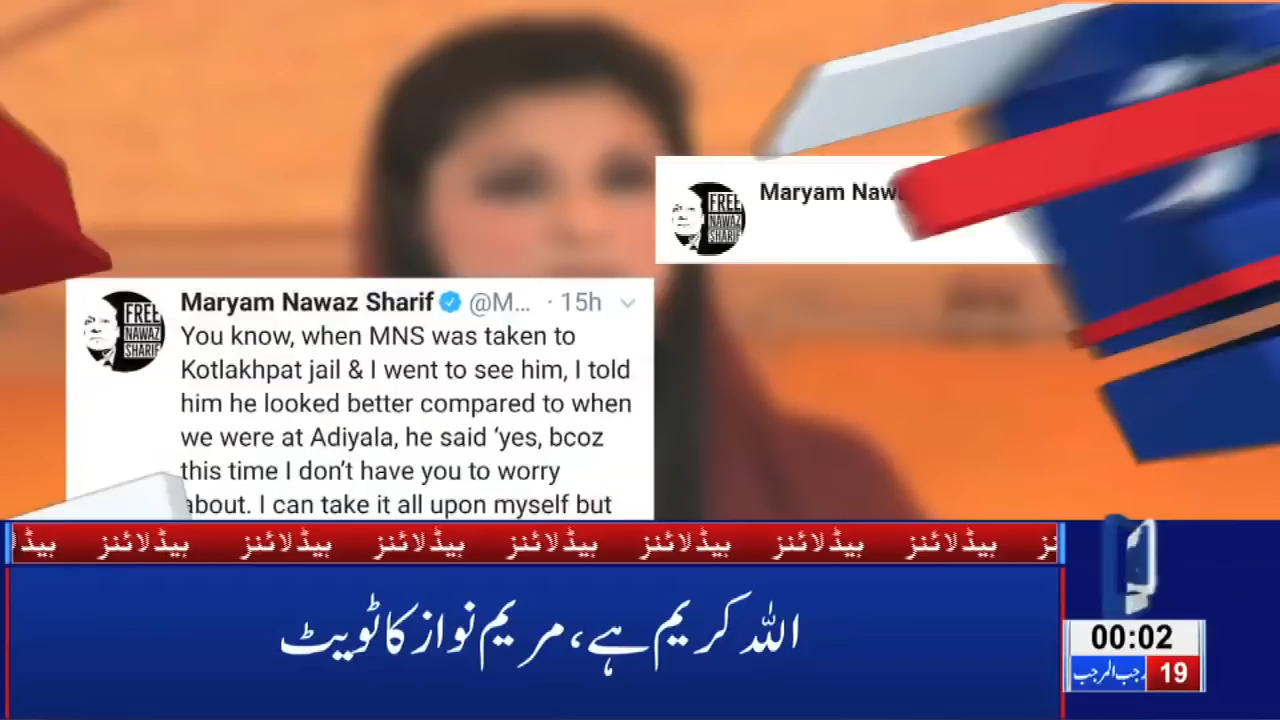 FREE
NAWAZ
SHARIF
Maryam Naw
FREE
NAWAZ
SHARIF
Maryam Nawaz Sharif @M... · 15h
You know, when MNS was taken to
Kotlakhpat jail & I went to see him, I told
him he looked better compared to when
we were at Adiyala, he said ‘yes, bcoz
this time I don’t have you to worry
about. I can take it all upon myself but
ہیڈلائنز ہیڈلائنز ہیڈلائنز ہیڈلائنز ہیڈلائنز ہیڈلائنز ہیڈلائنز
اللہ کریم ہے، مریم نواز کا ٹویٹ
00:02
19 رجب المرجب